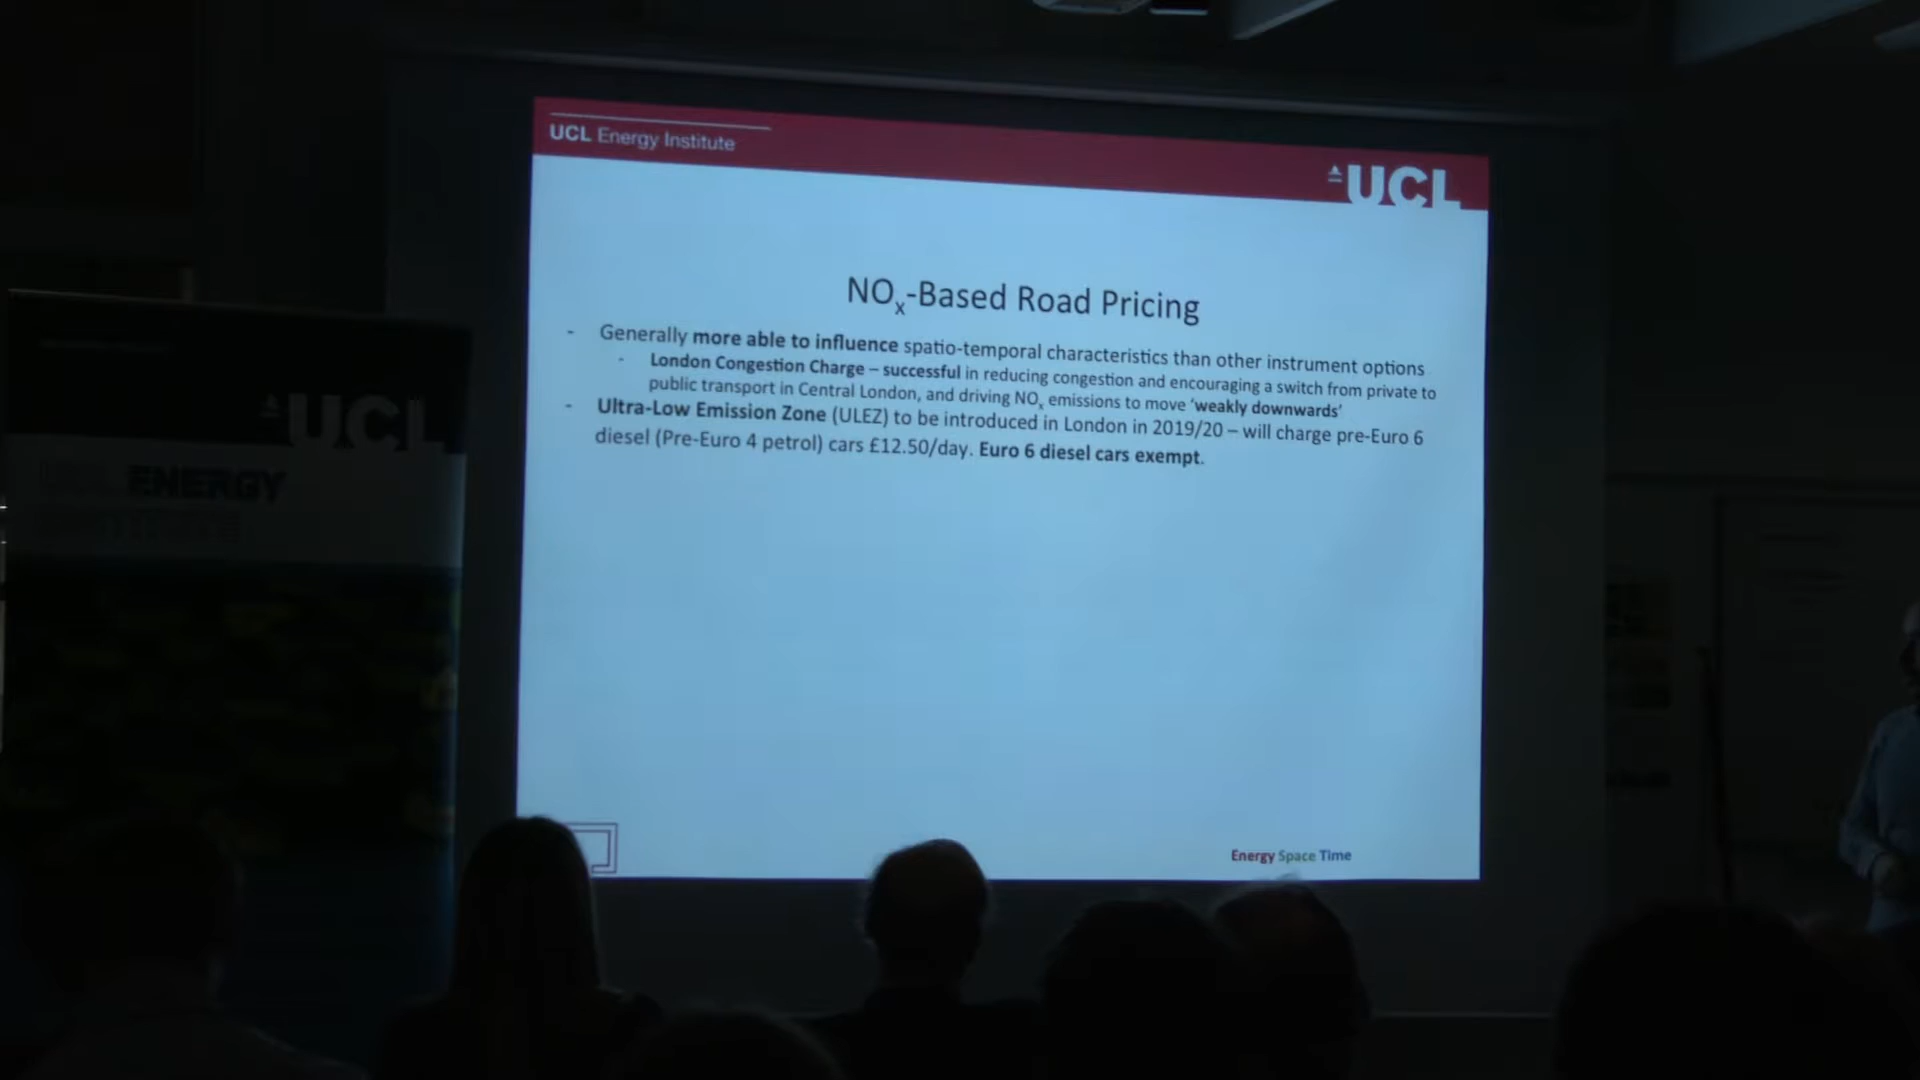 UCL Energy Institute
UCL
NOx-Based Road Pricing
- Generally more able to influence spatio-temporal characteristics than other instrument options
- London Congestion Charge – successful in reducing congestion and encouraging a switch from private to
public transport in Central London, and driving NOx emissions to move ‘weakly downwards’
- Ultra-Low Emission Zone (ULEZ) to be introduced in London in 2019/20 – will charge pre-Euro 6
diesel (Pre-Euro 4 petrol) cars £12.50/day. Euro 6 diesel cars exempt.
Energy Space Time
UCL
UCL ENERGY